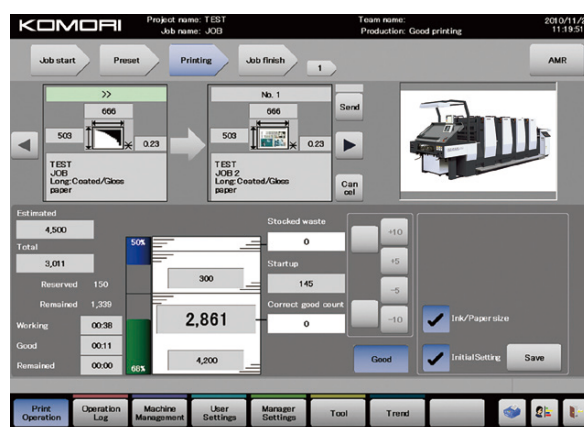 KOMORI
Project name: TEST
Job name: JOB
Team name:
Production: Good printing
2010/11/2
11:19:51
Job start
Preset
Printing
Job finish
1
AMR
>>
666
503
0.23
TEST
JOB
Long:Coated/Gloss
paper
No. 1
666
503
0.23
TEST
JOB 2
Long:Coated/Gloss
paper
Send
Can
cel
Estimated
4,500
Total
3,011
Reserved 150
Remained 1,339
Working 00:38
Good 00:11
Remained 00:00
50%
68%
300
2,861
4,200
Stocked waste
0
Startup
145
Correct good count
0
+10
+5
-5
-10
Good
Ink/Paper size
Initial Setting
Save
Print
Operation
Operation
Log
Machine
Management
User
Settings
Manager
Settings
Tool
Trend